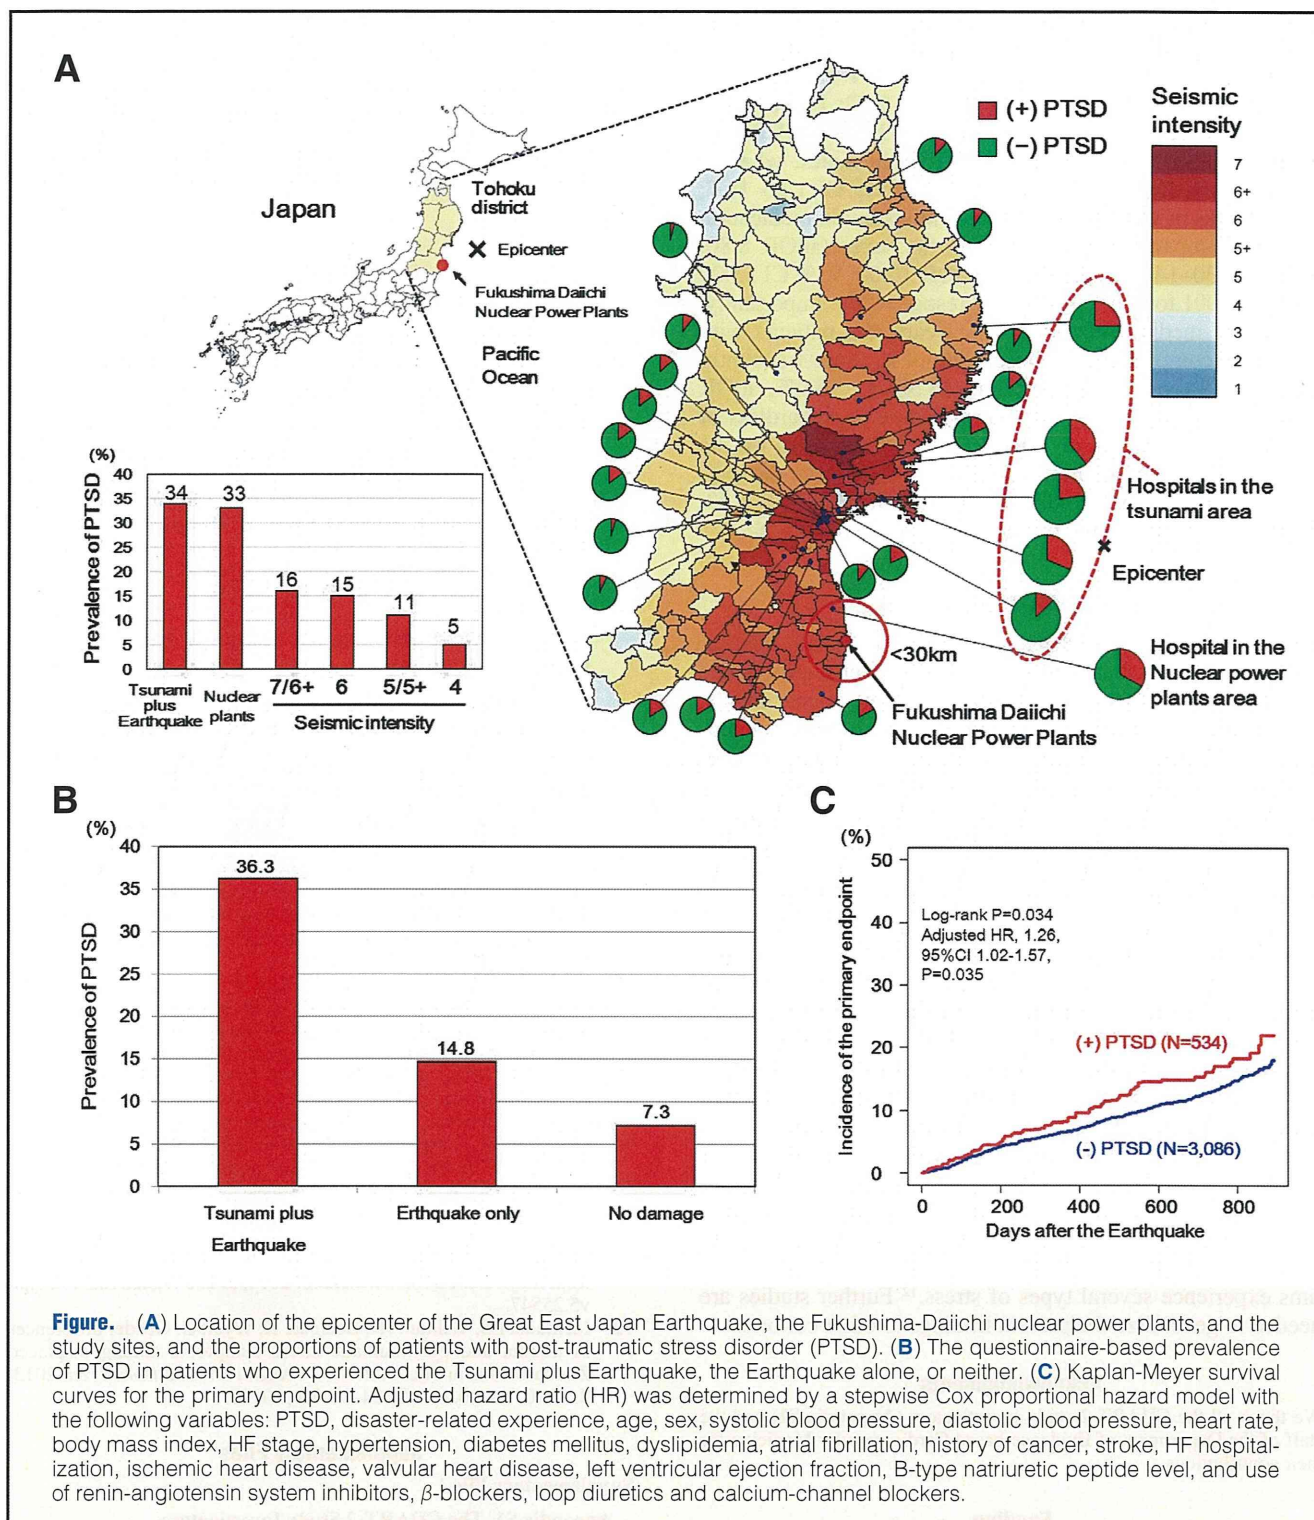 A
Japan
Tohoku
district
Epicenter
Fukushima Daiichi
Nuclear Power Plants
Pacific
Ocean
(+) PTSD
(−) PTSD
Seismic
intensity
7
6+
6
5+
5
4
3
2
1
Hospitals in the
tsunami area
Epicenter
Hospital in the
Nuclear power
plants area
<30km
Fukushima Daiichi
Nuclear Power Plants
(%)
Prevalence of PTSD
40
35
30
25
20
15
10
5
0
34
33
16
15
11
5
Tsunami
plus
Earthquake
Nuclear
plants
7/6+
6
5/5+
4
Seismic intensity
B
(%)
Prevalence of PTSD
40
35
30
25
20
15
10
5
0
36.3
14.8
7.3
Tsunami plus
Earthquake
Erthquake only
No damage
C
(%)
Incidence of the primary endpoint
50
40
30
20
10
0
Log-rank P=0.034
Adjusted HR, 1.26,
95%CI 1.02-1.57,
P=0.035
(+) PTSD (N=534)
(-) PTSD (N=3,086)
0
200
400
600
800
Days after the Earthquake
Figure. (A) Location of the epicenter of the Great East Japan Earthquake, the Fukushima-Daiichi nuclear power plants, and the
study sites, and the proportions of patients with post-traumatic stress disorder (PTSD). (B) The questionnaire-based prevalence
of PTSD in patients who experienced the Tsunami plus Earthquake, the Earthquake alone, or neither. (C) Kaplan-Meyer survival
curves for the primary endpoint. Adjusted hazard ratio (HR) was determined by a stepwise Cox proportional hazard model with
the following variables: PTSD, disaster-related experience, age, sex, systolic blood pressure, diastolic blood pressure, heart rate,
body mass index, HF stage, hypertension, diabetes mellitus, dyslipidemia, atrial fibrillation, history of cancer, stroke, HF hospital-
ization, ischemic heart disease, valvular heart disease, left ventricular ejection fraction, B-type natriuretic peptide level, and use
of renin-angiotensin system inhibitors, β-blockers, loop diuretics and calcium-channel blockers.